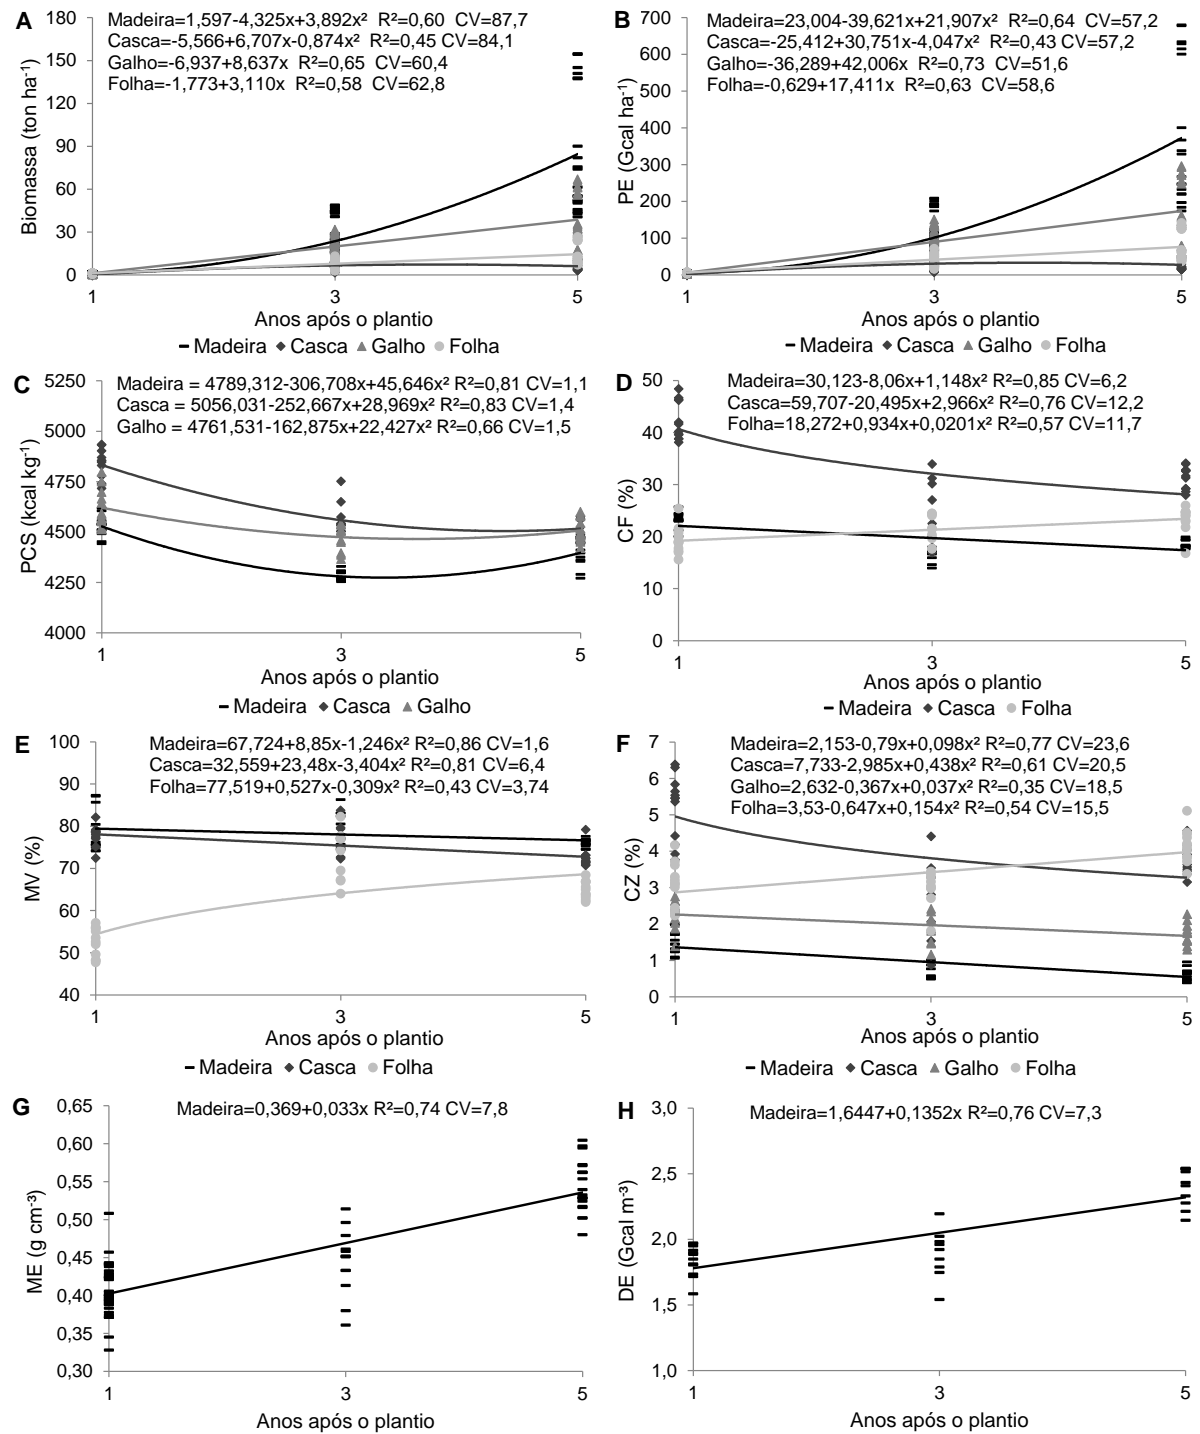 A
Madeira=1,597-4,325x+3,892x² R²=0,60 CV=87,7
Casca=-5,566+6,707x-0,874x² R²=0,45 CV=84,1
Galho=-6,937+8,637x R²=0,65 CV=60,4
Folha=-1,773+3,110x R²=0,58 CV=62,8
Biomassa (ton ha⁻¹)
180
150
120
90
60
30
0
1 3 5
Anos após o plantio
Madeira Casca Galho Folha
B
Madeira=23,004-39,621x+21,907x² R²=0,64 CV=57,2
Casca=-25,412+30,751x-4,047x² R²=0,43 CV=57,2
Galho=-36,289+42,006x R²=0,73 CV=51,6
Folha=-0,629+17,411x R²=0,63 CV=58,6
PE (Gcal ha⁻¹)
700
600
500
400
300
200
100
0
1 3 5
Anos após o plantio
Madeira Casca Galho Folha
C
Madeira = 4789,312-306,708x+45,646x² R²=0,81 CV=1,1
Casca = 5056,031-252,667x+28,969x² R²=0,83 CV=1,4
Galho = 4761,531-162,875x+22,427x² R²=0,66 CV=1,5
PCS (kcal kg⁻¹)
5250
5000
4750
4500
4250
4000
1 3 5
Anos após o plantio
Madeira Casca Galho
D
Madeira=30,123-8,06x+1,148x² R²=0,85 CV=6,2
Casca=59,707-20,495x+2,966x² R²=0,76 CV=12,2
Folha=18,272+0,934x+0,0201x² R²=0,57 CV=11,7
CF (%)
50
40
30
20
10
0
1 3 5
Anos após o plantio
Madeira Casca Folha
E
Madeira=67,724+8,85x-1,246x² R²=0,86 CV=1,6
Casca=32,559+23,48x-3,404x² R²=0,81 CV=6,4
Folha=77,519+0,527x-0,309x² R²=0,43 CV=3,74
MV (%)
100
90
80
70
60
50
40
1 3 5
Anos após o plantio
Madeira Casca Folha
F
Madeira=2,153-0,79x+0,098x² R²=0,77 CV=23,6
Casca=7,733-2,985x+0,438x² R²=0,61 CV=20,5
Galho=2,632-0,367x+0,037x² R²=0,35 CV=18,5
Folha=3,53-0,647x+0,154x² R²=0,54 CV=15,5
CZ (%)
7
6
5
4
3
2
1
0
1 3 5
Anos após o plantio
Madeira Casca Galho Folha
G
Madeira=0,369+0,033x R²=0,74 CV=7,8
ME (g cm⁻³)
0,65
0,60
0,55
0,50
0,45
0,40
0,35
0,30
1 3 5
Anos após o plantio
H
Madeira=1,6447+0,1352x R²=0,76 CV=7,3
DE (Gcal m⁻³)
3,0
2,5
2,0
1,5
1,0
1 3 5
Anos após o plantio